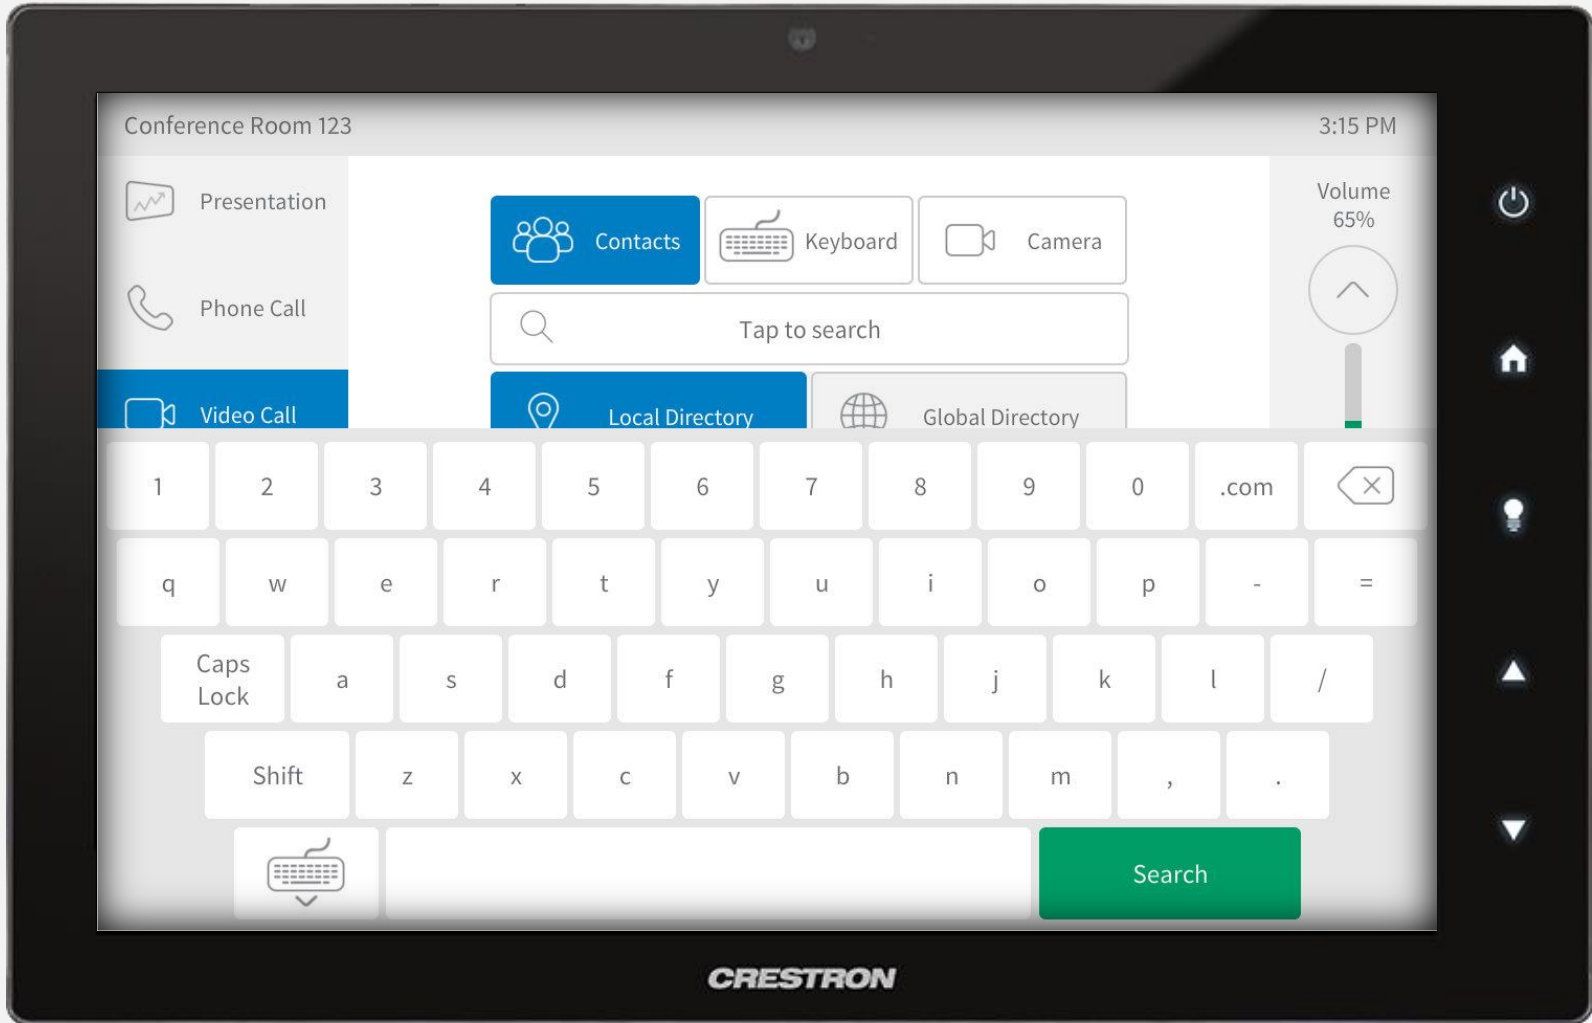 Conference Room 123
3:15 PM
Presentation
Phone Call
Video Call
Contacts
Keyboard
Camera
Tap to search
Local Directory
Global Directory
Volume
65%
1 2 3 4 5 6 7 8 9 0 .com
q w e r t y u i o p - =
Caps
Lock
a s d f g h j k l /
Shift z x c v b n m , .
Search
CRESTRON